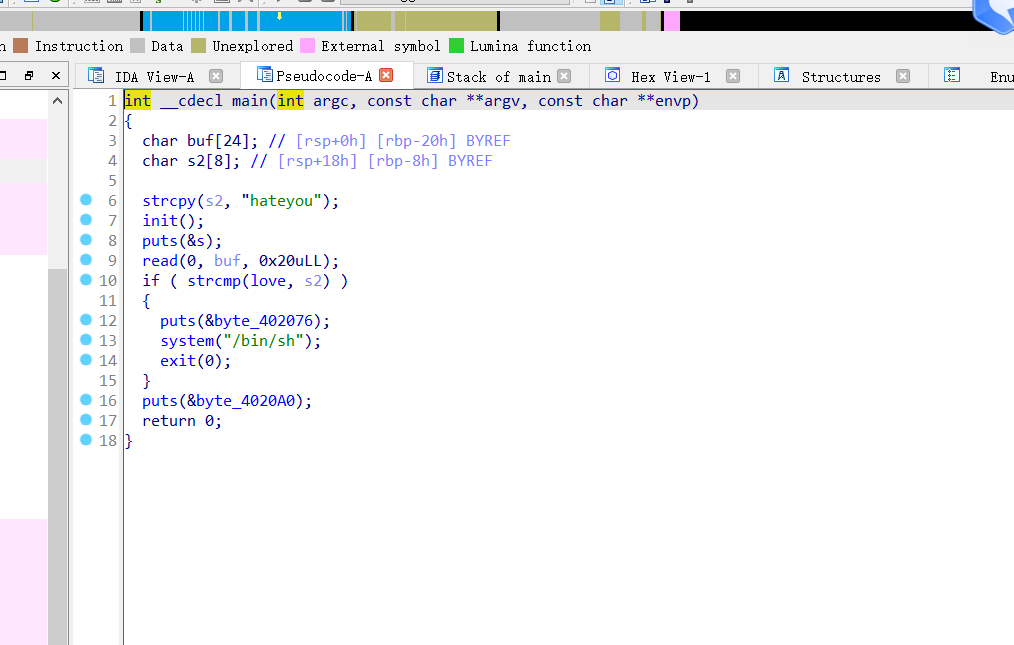 Instruction Data Unexplored External symbol Lumina function
IDA View-A Pseudocode-A Stack of main Hex View-1 Structures Enu
1 int __cdecl main(int argc, const char **argv, const char **envp)
2 {
3 char buf[24]; // [rsp+0h] [rbp-20h] BYREF
4 char s2[8]; // [rsp+18h] [rbp-8h] BYREF
5
6 strcpy(s2, "hateyou");
7 init();
8 puts(&s);
9 read(0, buf, 0x20uLL);
10 if ( strcmp(love, s2) )
11 {
12 puts(&byte_402076);
13 system("/bin/sh");
14 exit(0);
15 }
16 puts(&byte_4020A0);
17 return 0;
18 }